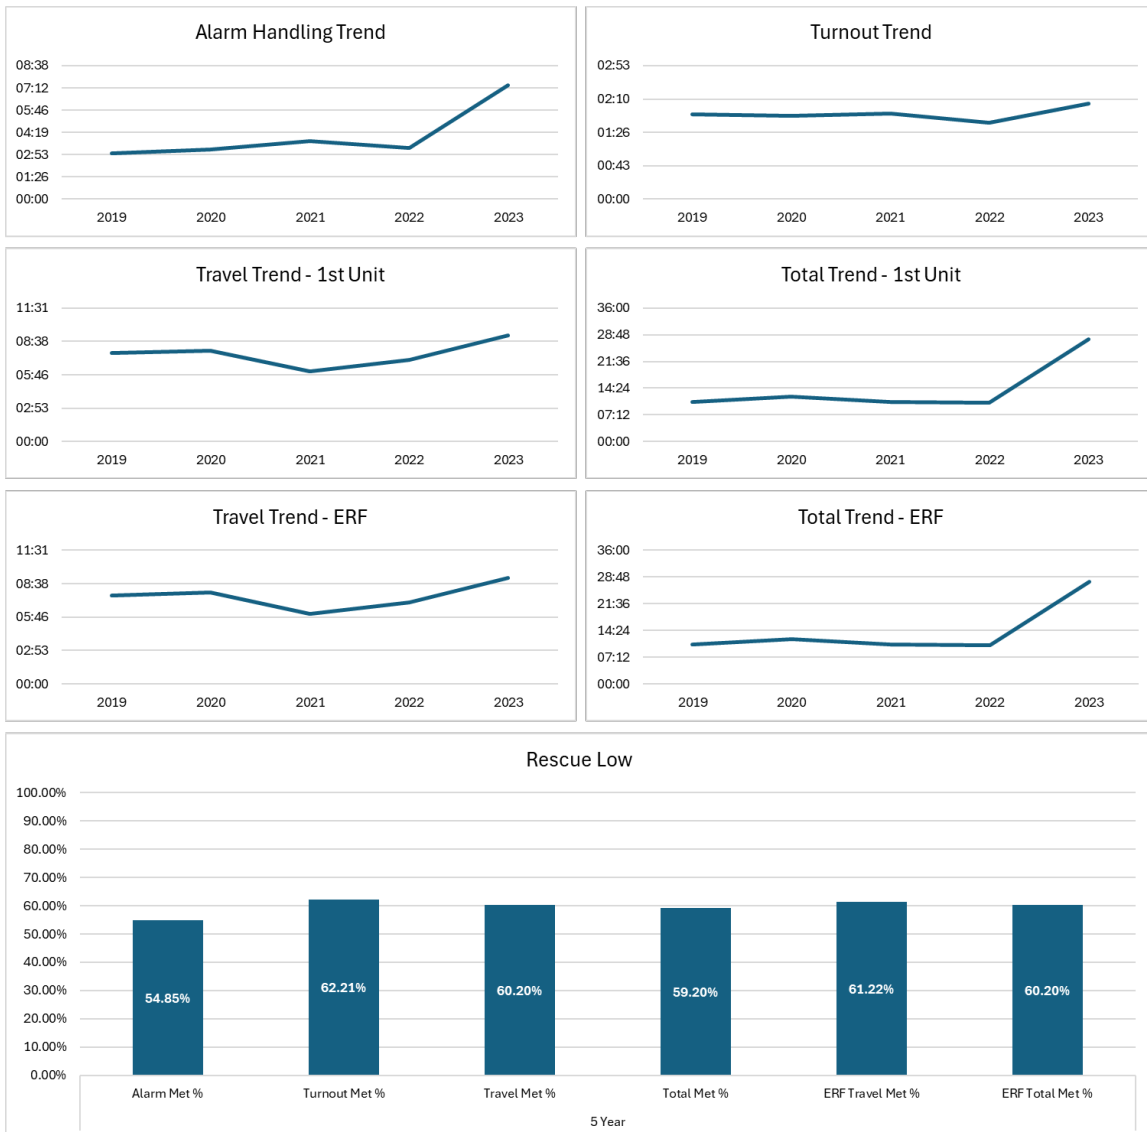 Alarm Handling Trend
08:38
07:12
05:46
04:19
02:53
01:26
00:00
2019 2020 2021 2022 2023
Turnout Trend
02:53
02:10
01:26
00:43
00:00
2019 2020 2021 2022 2023
Travel Trend - 1st Unit
11:31
08:38
05:46
02:53
00:00
2019 2020 2021 2022 2023
Total Trend - 1st Unit
36:00
28:48
21:36
14:24
07:12
00:00
2019 2020 2021 2022 2023
Travel Trend - ERF
11:31
08:38
05:46
02:53
00:00
2019 2020 2021 2022 2023
Total Trend - ERF
36:00
28:48
21:36
14:24
07:12
00:00
2019 2020 2021 2022 2023
Rescue Low
100.00%
90.00%
80.00%
70.00%
60.00%
50.00%
40.00%
30.00%
20.00%
10.00%
0.00%
54.85% 62.21% 60.20% 59.20% 61.22% 60.20%
Alarm Met % Turnout Met % Travel Met % Total Met % ERF Travel Met % ERF Total Met %
5 Year